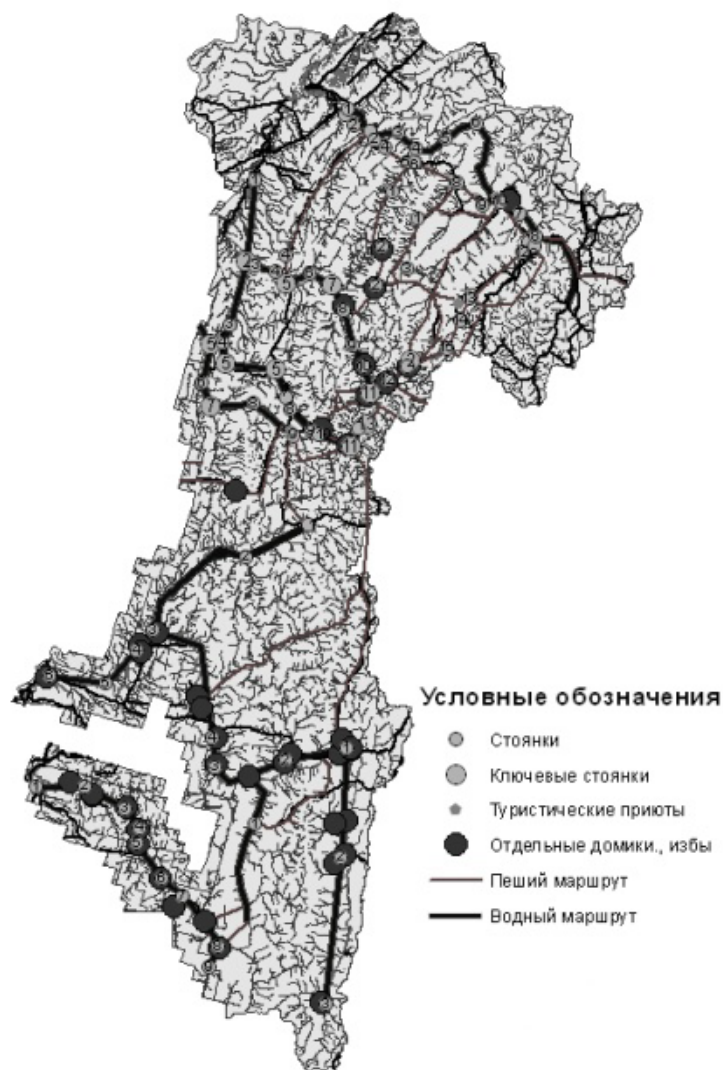 Условные обозначения
Стоянки
Ключевые стоянки
Туристические приюты
Отдельные домики., избы
Пеший маршрут
Водный маршрут